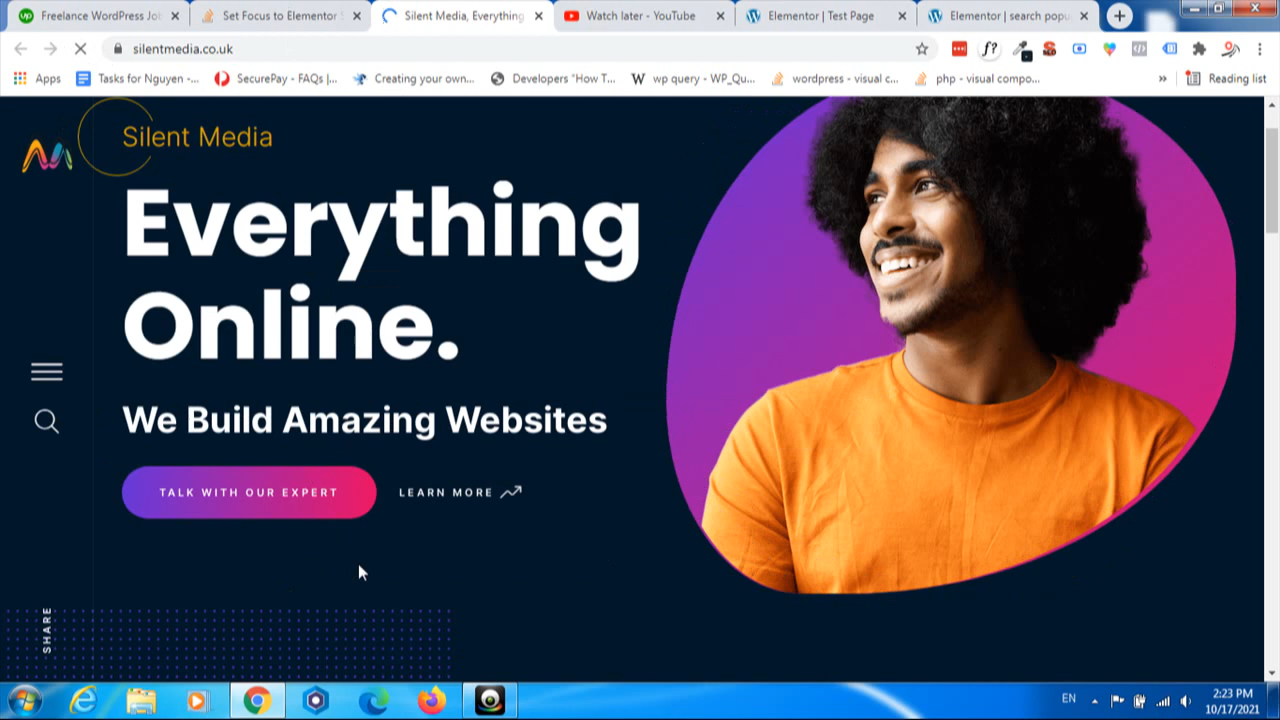 up Freelance WordPress Jo
Set Focus to Elementor S
Silent Media, Everything
Watch later - YouTube
Elementor | Test Page
Elementor | search popu
silentmedia.co.uk
f?
Apps
Tasks for Nguyen -...
SecurePay - FAQs |...
Creating your own...
Developers "How T...
W wp query - WP_Qu...
wordpress - visual c...
php - visual compo...
»
Reading list
Silent Media
Everything
Online.
We Build Amazing Websites
TALK WITH OUR EXPERT
LEARN MORE
SHARE
EN
2:23 PM
10/17/2021